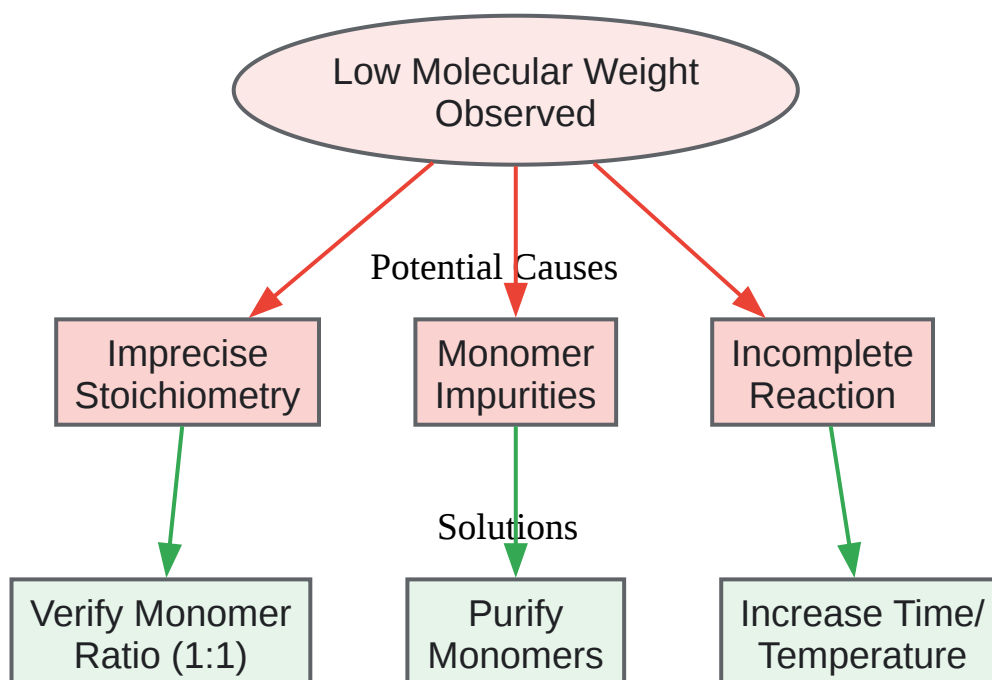 Low Molecular Weight
Observed
Potential Causes
Imprecise
Stoichiometry
Monomer
Impurities
Incomplete
Reaction
Solutions
Verify Monomer
Ratio (1:1)
Purify
Monomers
Increase Time/
Temperature